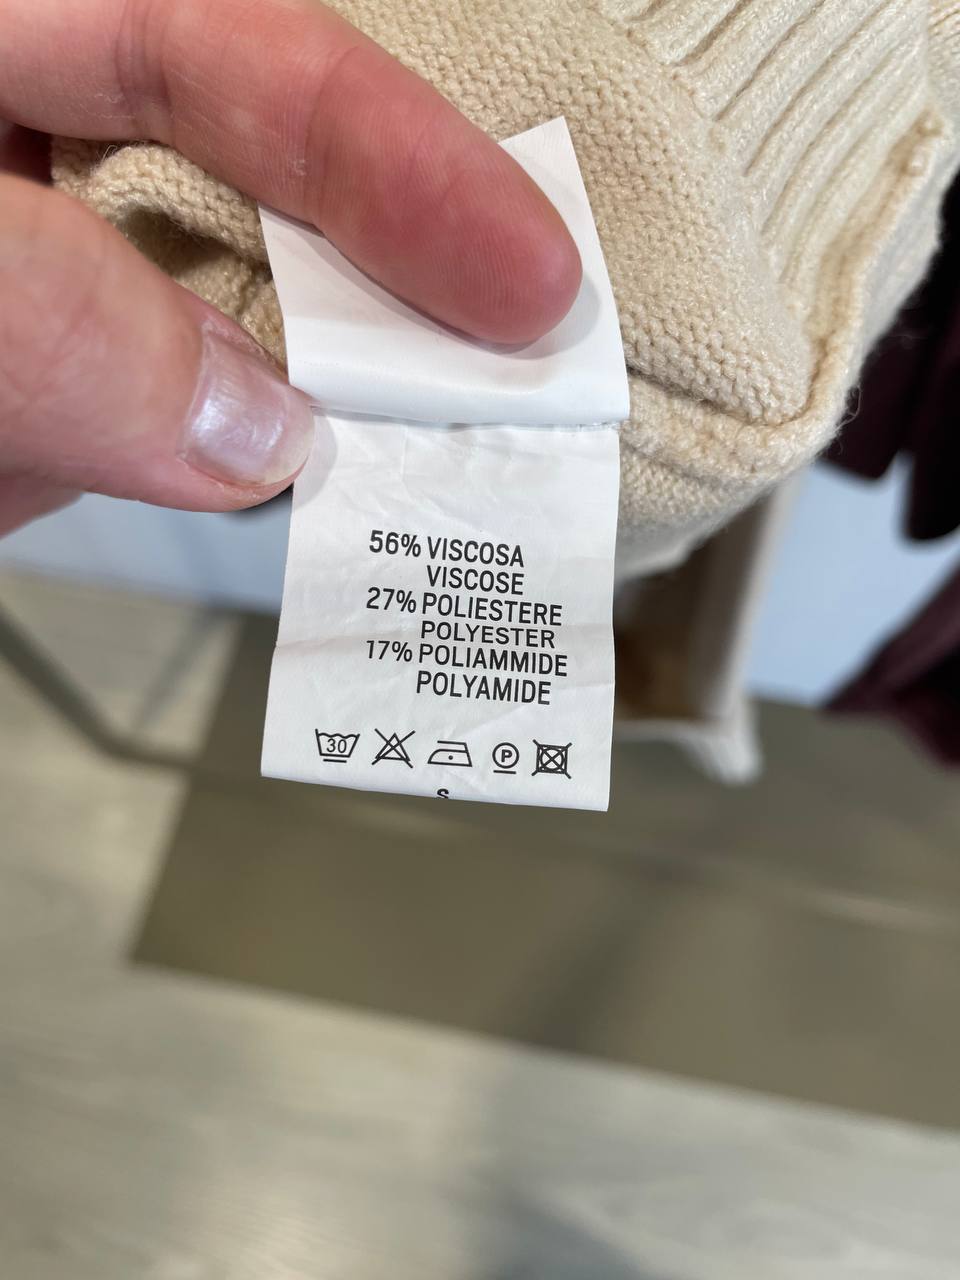 56% VISCOSA
VISCOSE
27% POLIESTERE
POLYESTER
17% POLIAMMIDE
POLYAMIDE
30 P
S